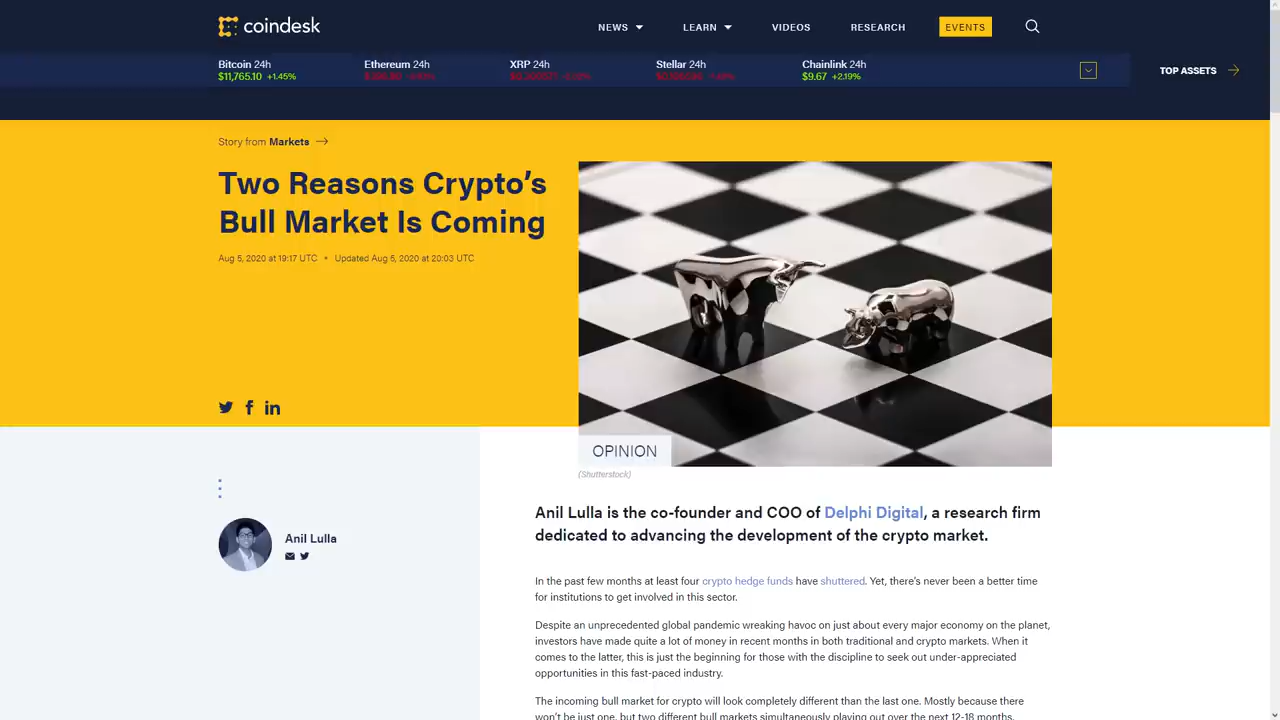 coindesk
NEWS
LEARN
VIDEOS
RESEARCH
EVENTS
Bitcoin 24h
$11,765.10 +1.45%
Ethereum 24h
XRP 24h
Stellar 24h
Chainlink 24h
$9.67 +2.19%
TOP ASSETS
Story from Markets
Two Reasons Crypto’s
Bull Market Is Coming
Aug 5, 2020 at 19:17 UTC • Updated Aug 5, 2020 at 20:03 UTC
OPINION
(Shutterstock)
Anil Lulla
Anil Lulla is the co-founder and COO of Delphi Digital, a research firm
dedicated to advancing the development of the crypto market.
In the past few months at least four crypto hedge funds have shuttered. Yet, there’s never been a better time
for institutions to get involved in this sector.
Despite an unprecedented global pandemic wreaking havoc on just about every major economy on the planet,
investors have made quite a lot of money in recent months in both traditional and crypto markets. When it
comes to the latter, this is just the beginning for those with the discipline to seek out under-appreciated
opportunities in this fast-paced industry.
The incoming bull market for crypto will look completely different than the last one. Mostly because there
won’t be just one, but two different bull markets simultaneously playing out over the next 12-18 months.